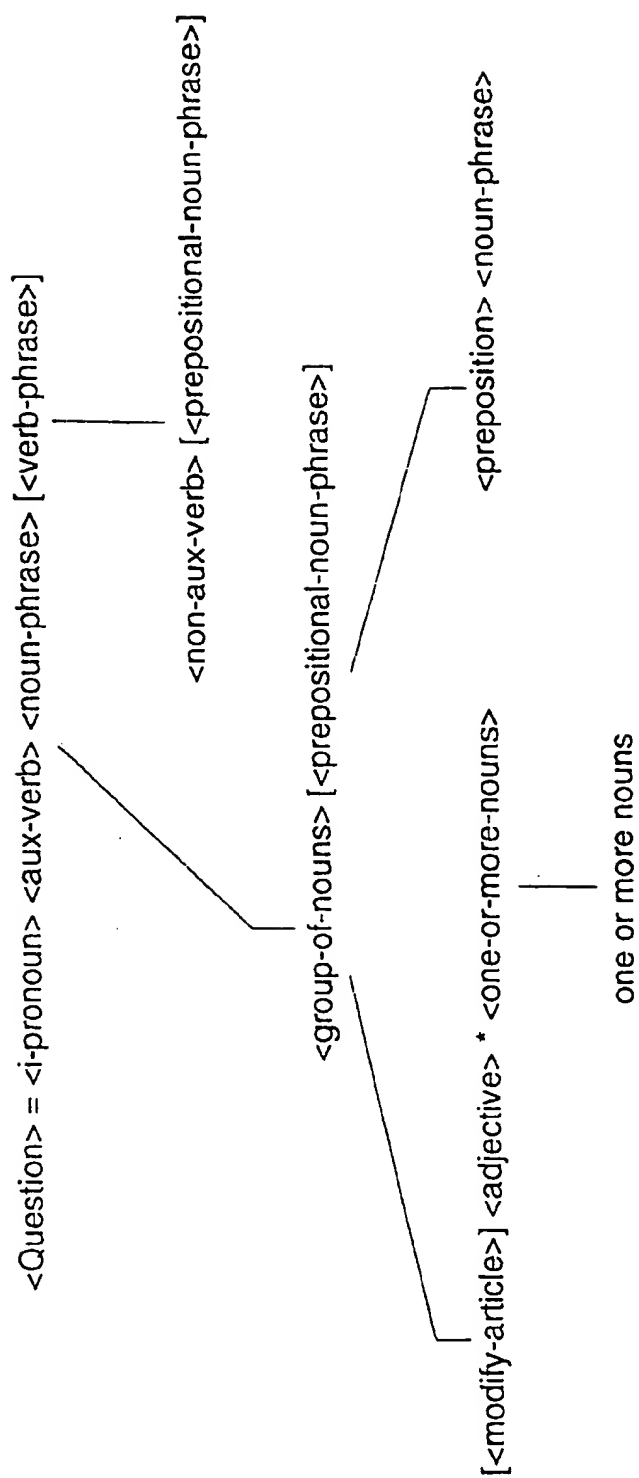 <Question> = <i-pronoun> <aux-verb> <noun-phrase> [<verb-phrase>]
<non-aux-verb> [<prepositional-noun-phrase>]
<group-of-nouns> [<prepositional-noun-phrase>]
<preposition> <noun-phrase>
[<modify-article>] <adjective> * <one-or-more-nouns>
one or more nouns